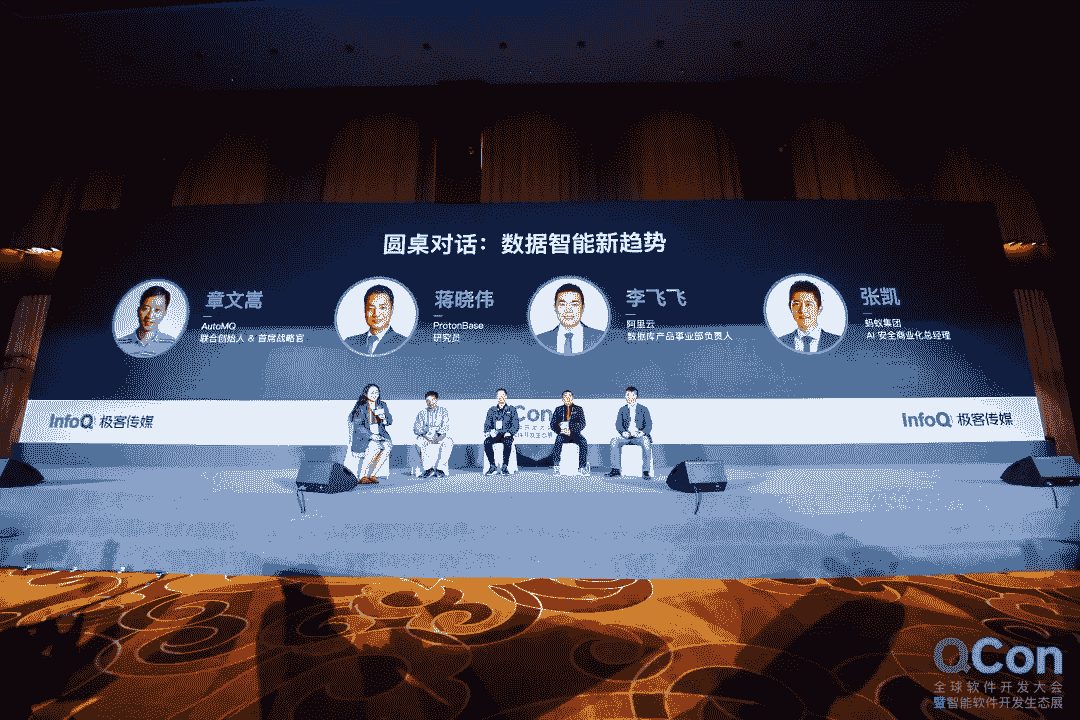 圆桌对话：数据智能新趋势
章文嵩
AutoMQ
联合创始人 & 首席战略官
蒋晓伟
ProtonBase
研究员
李飞飞
阿里云
数据库产品事业部负责人
张凯
蚂蚁集团
AI 安全商业化总经理
InfoQ 极客传媒
Con
InfoQ 极客传媒
QCon
全球软件开发大会
暨智能软件开发生态展